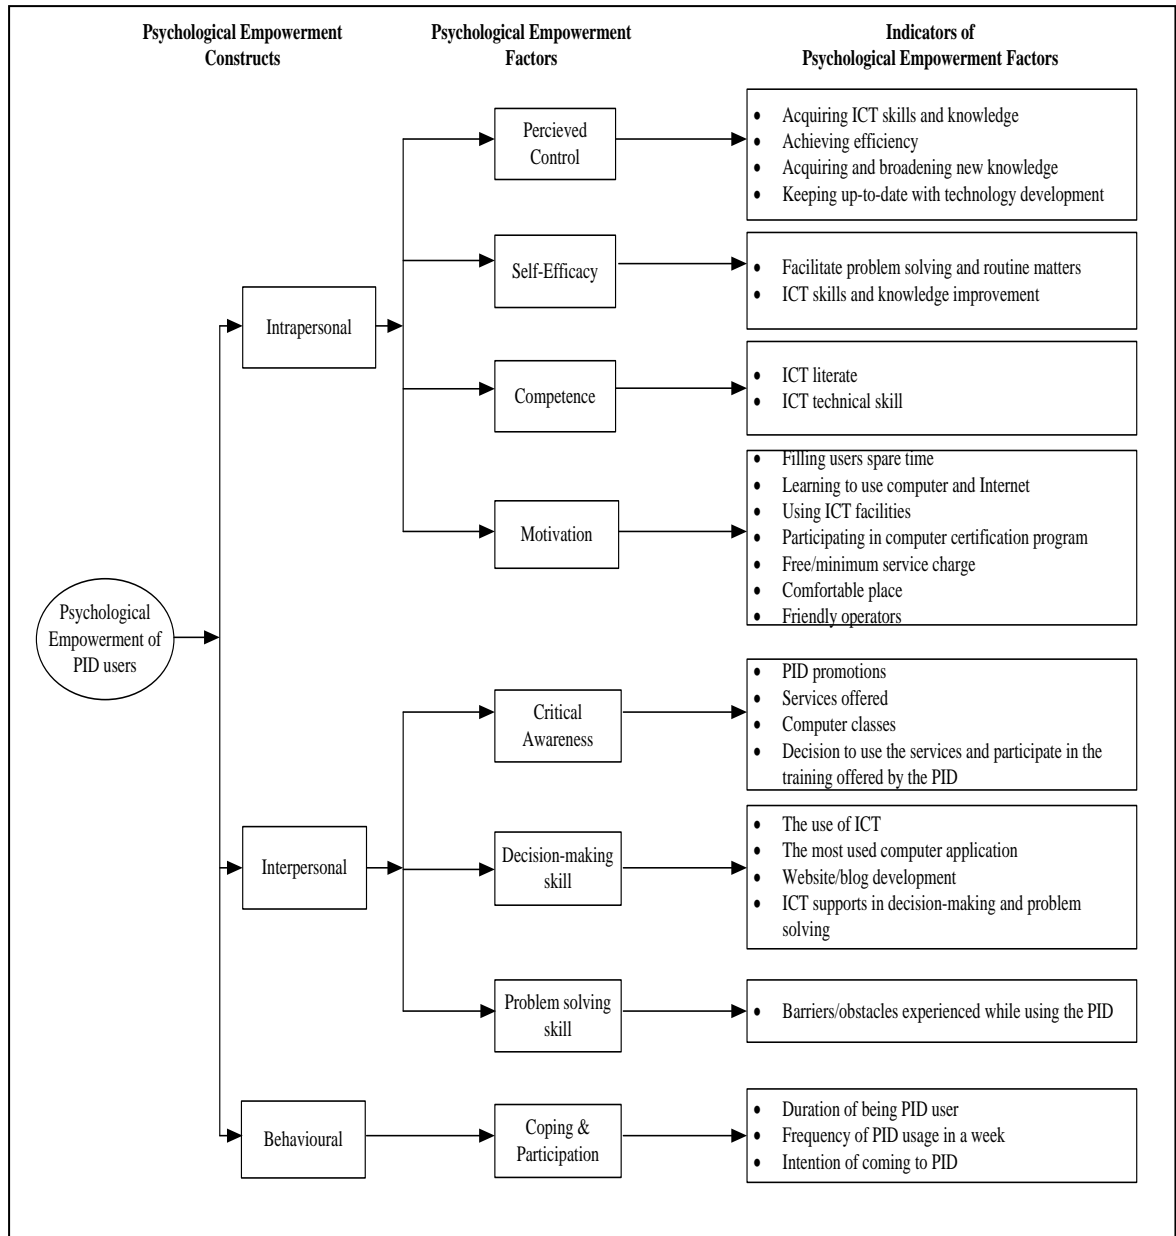 Psychological Empowerment
Constructs
Psychological Empowerment
Factors
Indicators of
Psychological Empowerment Factors
Psychological
Empowerment of
PID users
Intrapersonal
Percieved
Control
• Acquiring ICT skills and knowledge
• Achieving efficiency
• Acquiring and broadening new knowledge
• Keeping up-to-date with technology development
Self-Efficacy
• Facilitate problem solving and routine matters
• ICT skills and knowledge improvement
Competence
• ICT literate
• ICT technical skill
Motivation
• Filling users spare time
• Learning to use computer and Internet
• Using ICT facilities
• Participating in computer certification program
• Free/minimum service charge
• Comfortable place
• Friendly operators
Interpersonal
Critical
Awareness
• PID promotions
• Services offered
• Computer classes
• Decision to use the services and participate in the
training offered by the PID
Decision-making
skill
• The use of ICT
• The most used computer application
• Website/blog development
• ICT supports in decision-making and problem
solving
Problem solving
skill
• Barriers/obstacles experienced while using the PID
Behavioural
Coping &
Participation
• Duration of being PID user
• Frequency of PID usage in a week
• Intention of coming to PID